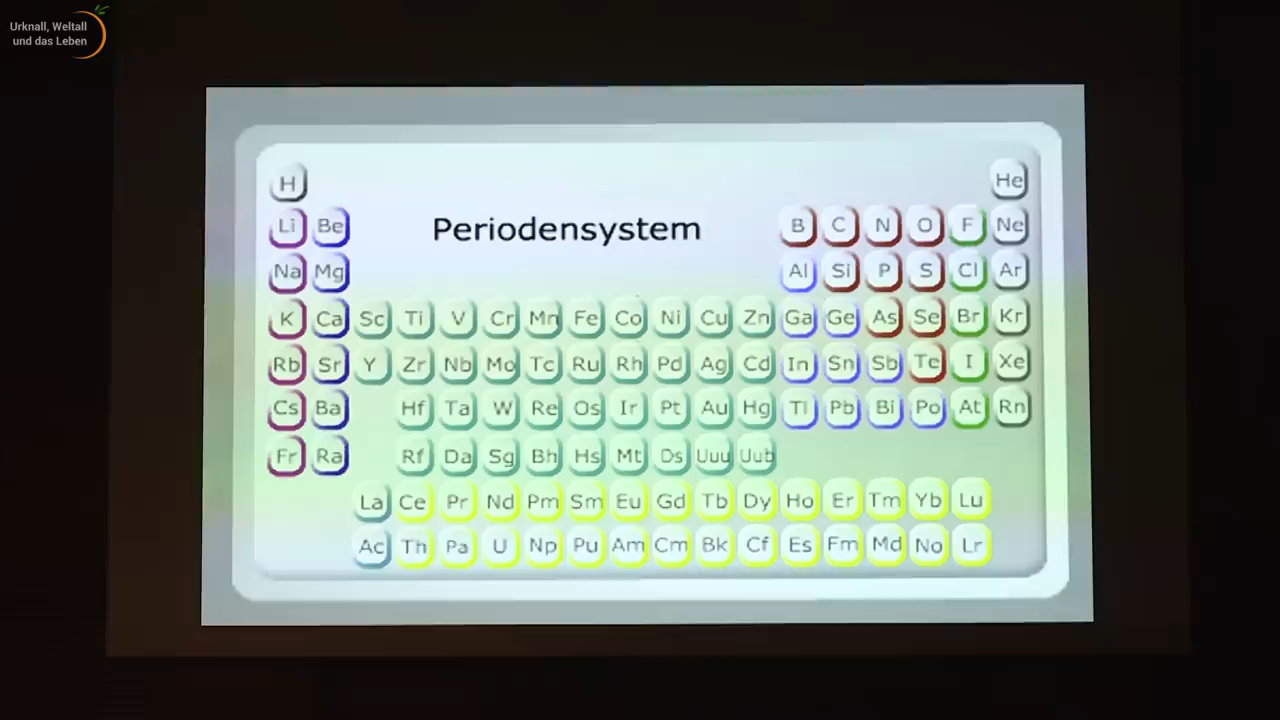 Urknall, Weltall
und das Leben
H He
Li Be Periodensystem B C N O F Ne
Na Mg Al Si P S Cl Ar
K Ca Sc Ti V Cr Mn Fe Co Ni Cu Zn Ga Ge As Se Br Kr
Rb Sr Y Zr Nb Mo Tc Ru Rh Pd Ag Cd In Sn Sb Te I Xe
Cs Ba Hf Ta W Re Os Ir Pt Au Hg Tl Pb Bi Po At Rn
Fr Ra Rf Da Sg Bh Hs Mt Ds Uuu Uub
La Ce Pr Nd Pm Sm Eu Gd Tb Dy Ho Er Tm Yb Lu
Ac Th Pa U Np Pu Am Cm Bk Cf Es Fm Md No Lr